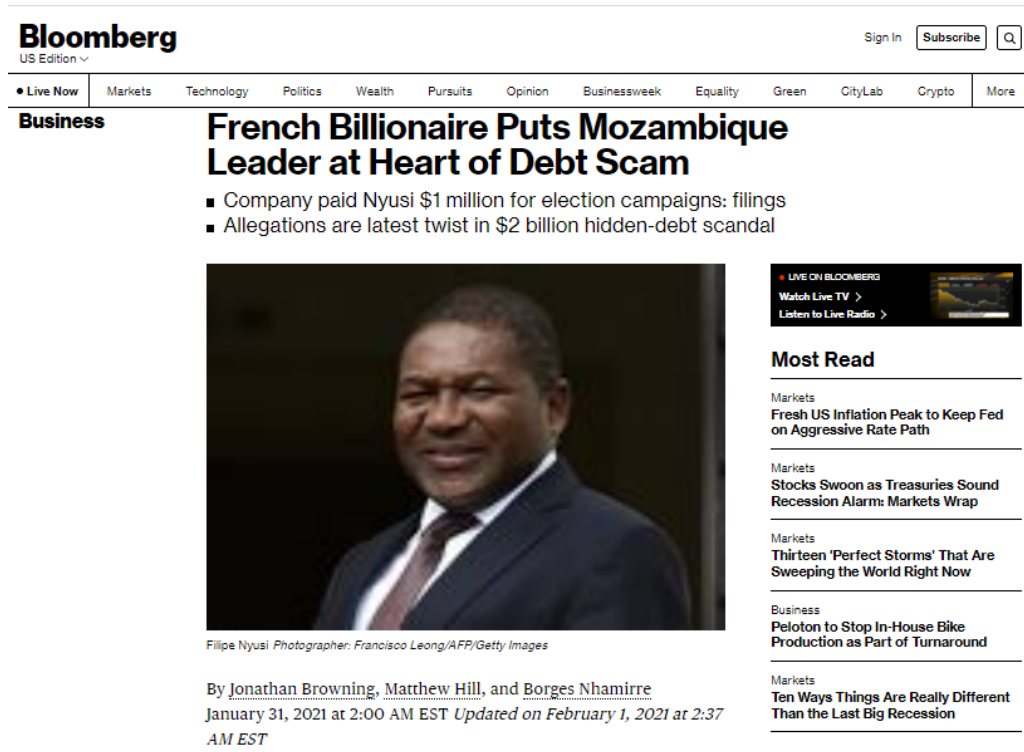 Bloomberg
US Edition
Sign In
Subscribe
Live Now
Markets
Technology
Politics
Wealth
Pursuits
Opinion
Businessweek
Equality
Green
CityLab
Crypto
More
Business
French Billionaire Puts Mozambique
Leader at Heart of Debt Scam
Company paid Nyusi $1 million for election campaigns: filings
Allegations are latest twist in $2 billion hidden-debt scandal
Filipe Nyusi Photographer: Francisco Leong/AFP/Getty Images
By Jonathan Browning, Matthew Hill, and Borges Nhamirre
January 31, 2021 at 2:00 AM EST Updated on February 1, 2021 at 2:37
AM EST
LIVE ON BLOOMBERG
Watch Live TV
Listen to Live Radio
Most Read
Markets
Fresh US Inflation Peak to Keep Fed
on Aggressive Rate Path
Markets
Stocks Swoon as Treasuries Sound
Recession Alarm: Markets Wrap
Markets
Thirteen 'Perfect Storms' That Are
Sweeping the World Right Now
Business
Peloton to Stop In-House Bike
Production as Part of Turnaround
Markets
Ten Ways Things Are Really Different
Than the Last Big Recession